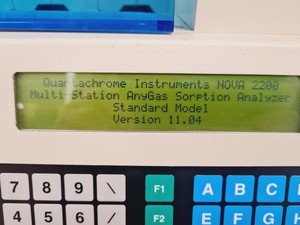 Quantachrome Instruments NOVA 2200
Multi-Station AnyGas Sorption Analyzer
Standard Model
Version 11.04
7 8 9 \ F1 A B C
4 5 6 / F2 E F G